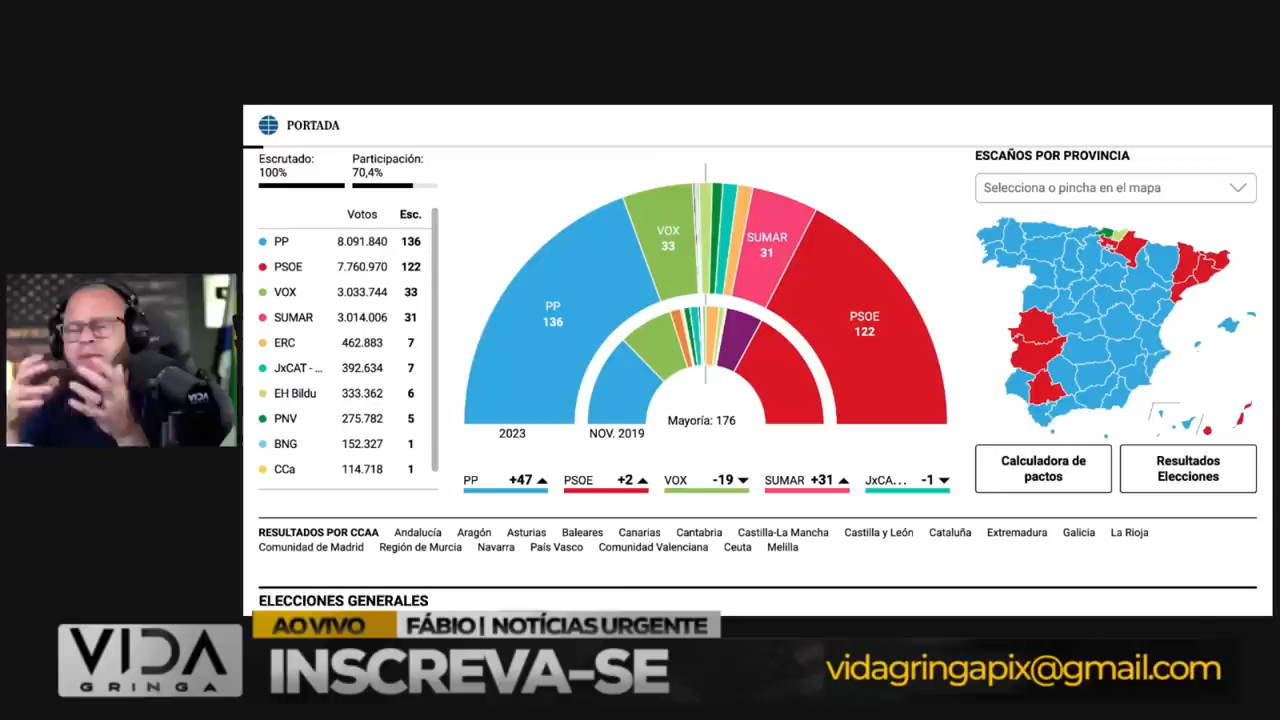 PORTADA
Escrutado:
100%
Participación:
70,4%
Votos Esc.
PP 8.091.840 136
PSOE 7.760.970 122
VOX 3.033.744 33
SUMAR 3.014.006 31
ERC 462.883 7
JxCAT - ... 392.634 7
EH Bildu 333.362 6
PNV 275.782 5
BNG 152.327 1
CCa 114.718 1
PP
136
VOX
33
SUMAR
31
PSOE
122
Mayoría: 176
2023
NOV. 2019
PP +47
PSOE +2
VOX -19
SUMAR +31
JxCA... -1
ESCAÑOS POR PROVINCIA
Selecciona o pincha en el mapa
Calculadora de
pactos
Resultados
Elecciones
RESULTADOS POR CCAA Andalucía Aragón Asturias Baleares Canarias Cantabria Castilla-La Mancha Castilla y León Cataluña Extremadura Galicia La Rioja
Comunidad de Madrid Región de Murcia Navarra País Vasco Comunidad Valenciana Ceuta Melilla
ELECCIONES GENERALES
VIDA
AO VIVO
FÁBIO | NOTÍCIAS URGENTE
VIDA
GRINGA
INSCREVA-SE
vidagringapix@gmail.com